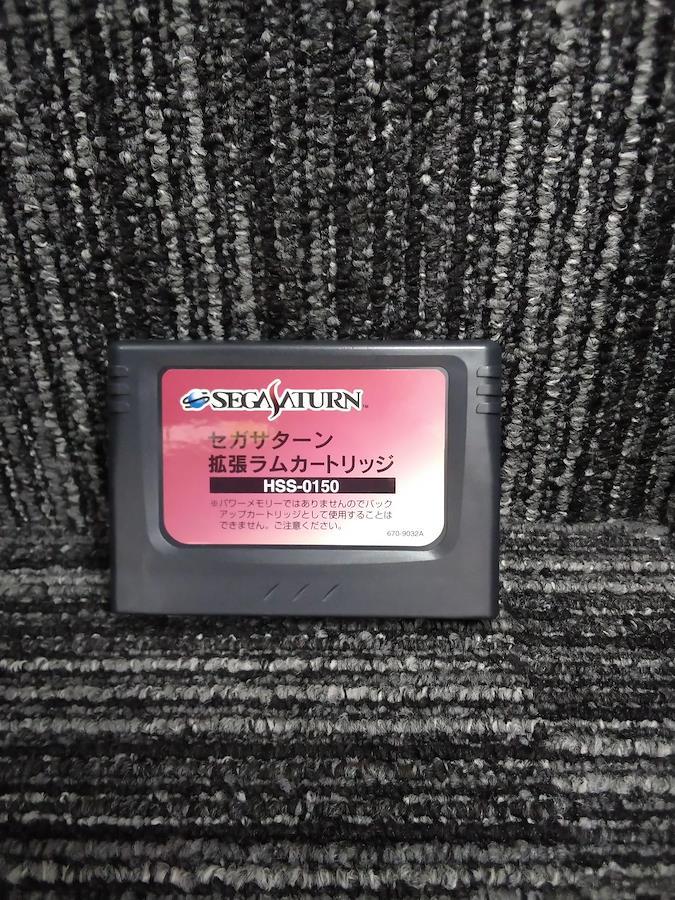 SEGA SATURN™
セガサターン
拡張ラムカートリッジ
HSS-0150
※パワーメモリーではありませんのでバック
アップカートリッジとして使用することは
できません。ご注意ください。
670-9032A